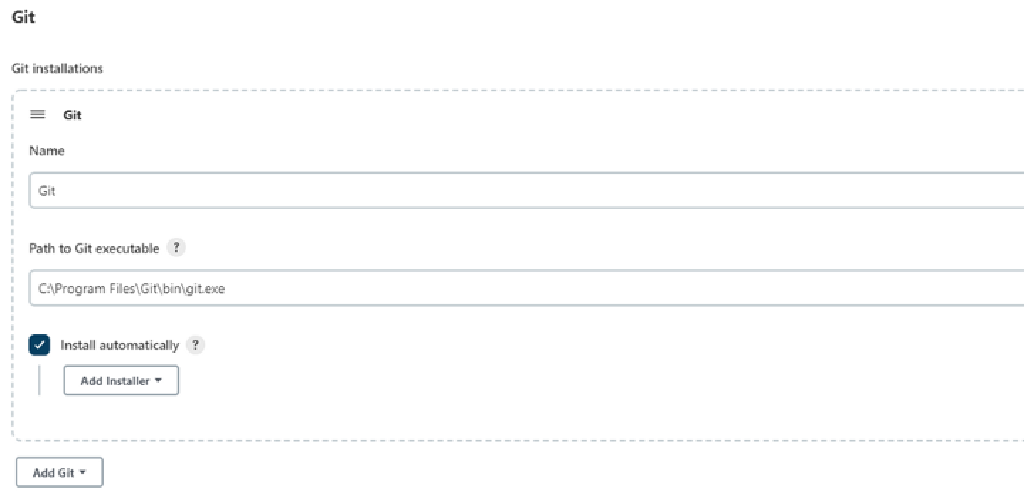 Git
Git installations
Git
Name
Git
Path to Git executable ?
C:\Program Files\Git\bin\git.exe
Install automatically ?
Add Installer
Add Git